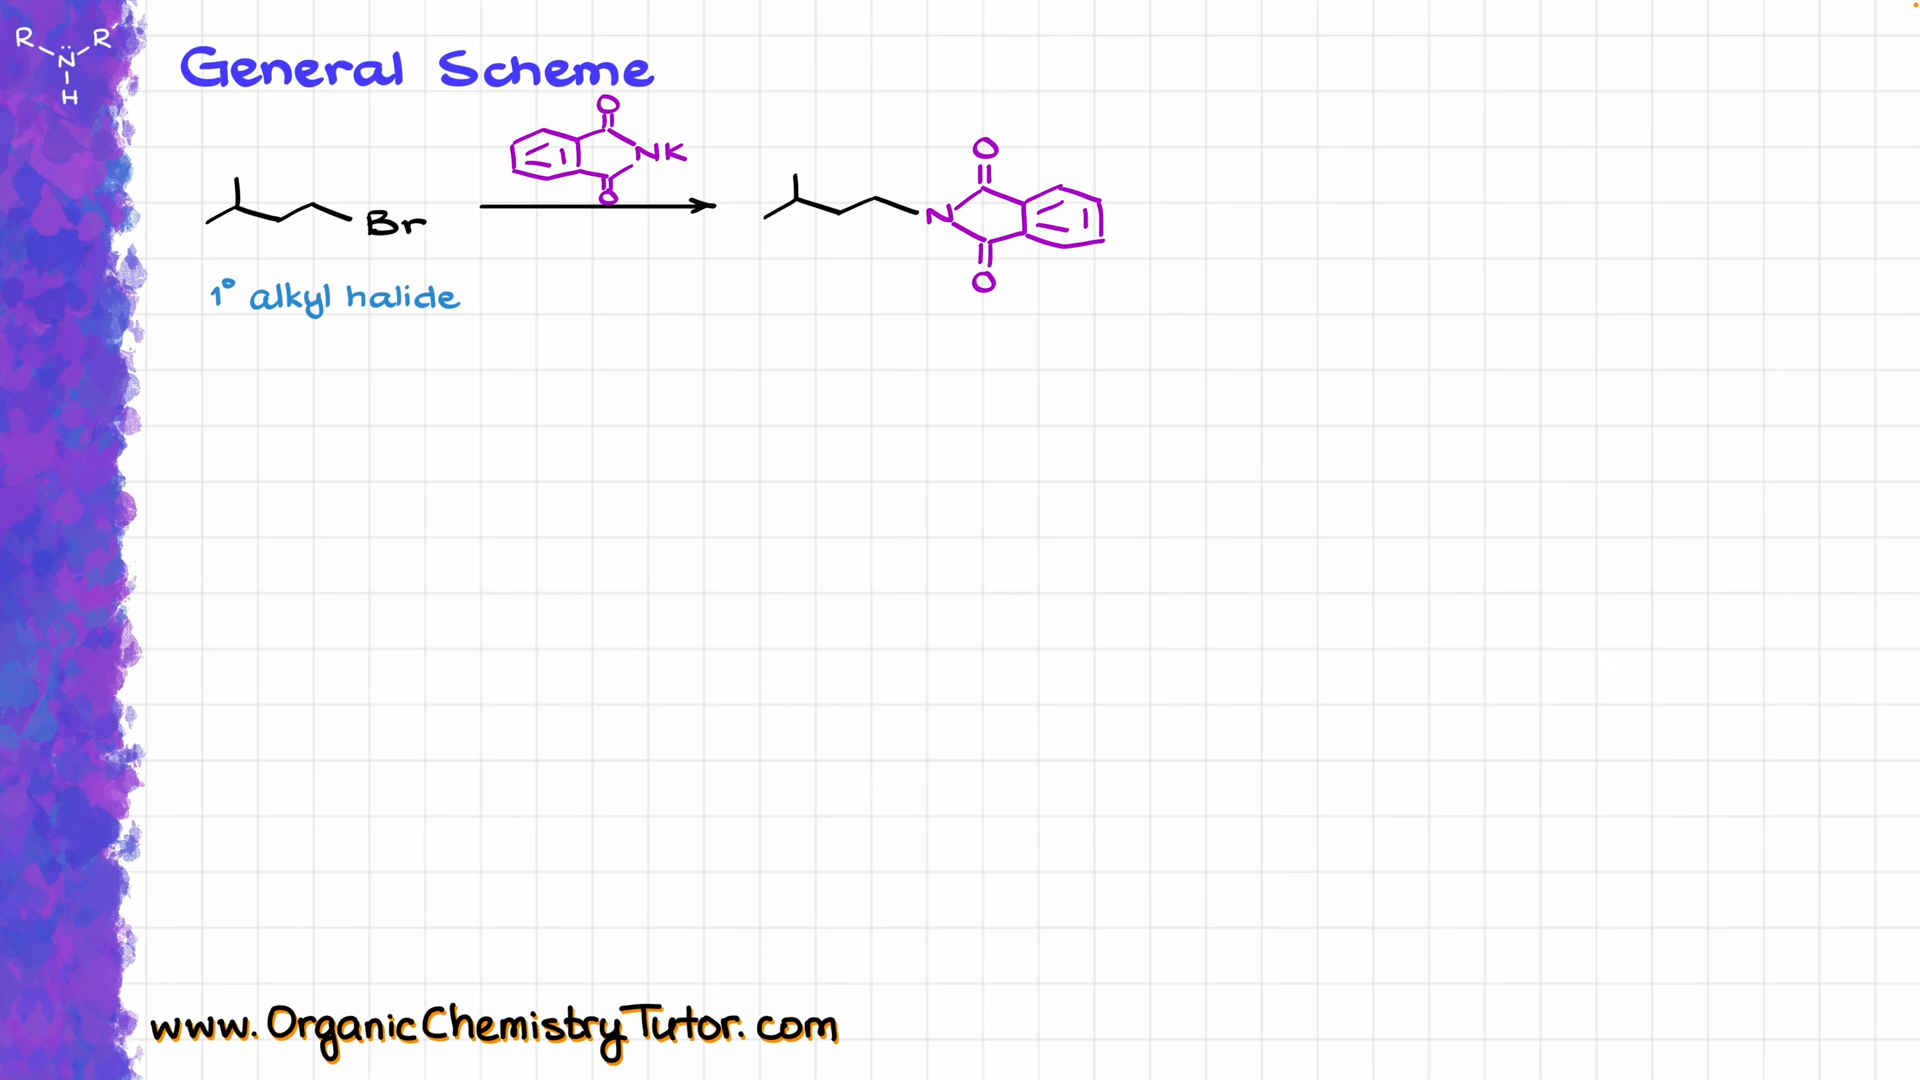 R R'
N
H
General Scheme
O
NK
O
Br
1° alkyl halide
O
N
O
www.OrganicChemistryTutor.com